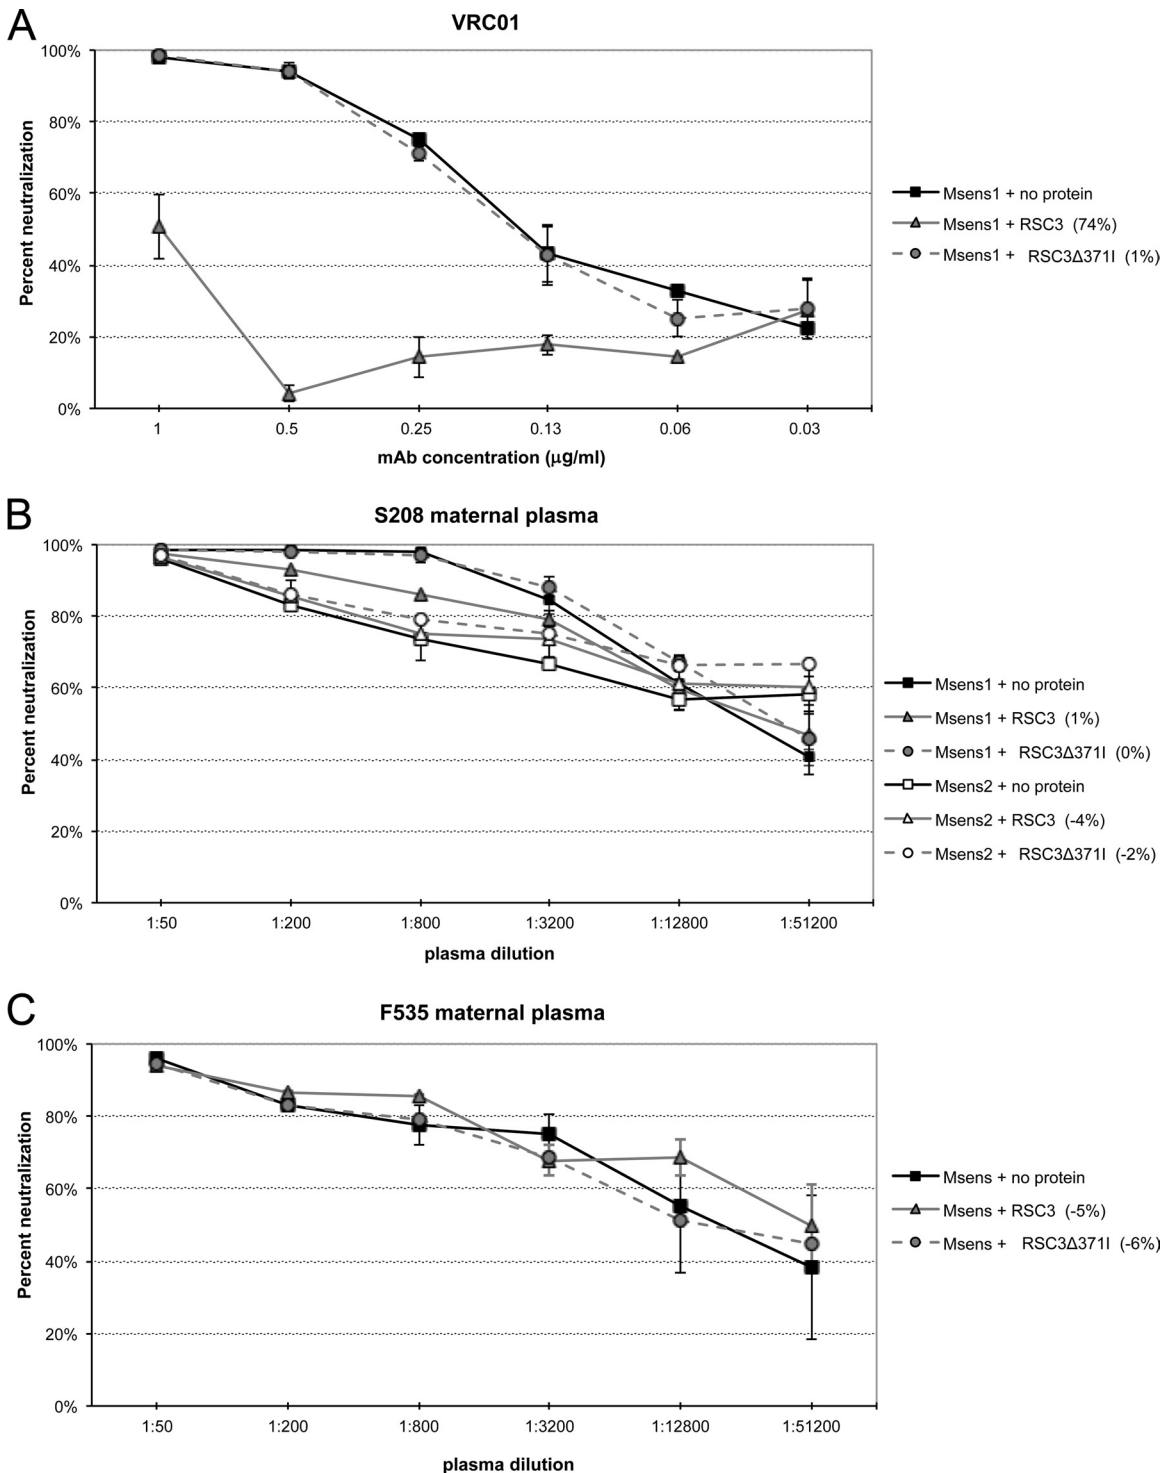 A
VRC01
Percent neutralization
100%
80%
60%
40%
20%
0%
1 0.5 0.25 0.13 0.06 0.03
mAb concentration (μg/ml)
Msens1 + no protein
Msens1 + RSC3 (74%)
Msens1 + RSC3Δ371I (1%)
B
S208 maternal plasma
Percent neutralization
100%
80%
60%
40%
20%
0%
1:50 1:200 1:800 1:3200 1:12800 1:51200
plasma dilution
Msens1 + no protein
Msens1 + RSC3 (1%)
Msens1 + RSC3Δ371I (0%)
Msens2 + no protein
Msens2 + RSC3 (-4%)
Msens2 + RSC3Δ371I (-2%)
C
F535 maternal plasma
Percent neutralization
100%
80%
60%
40%
20%
0%
1:50 1:200 1:800 1:3200 1:12800 1:51200
plasma dilution
Msens + no protein
Msens + RSC3 (-5%)
Msens + RSC3Δ371I (-6%)